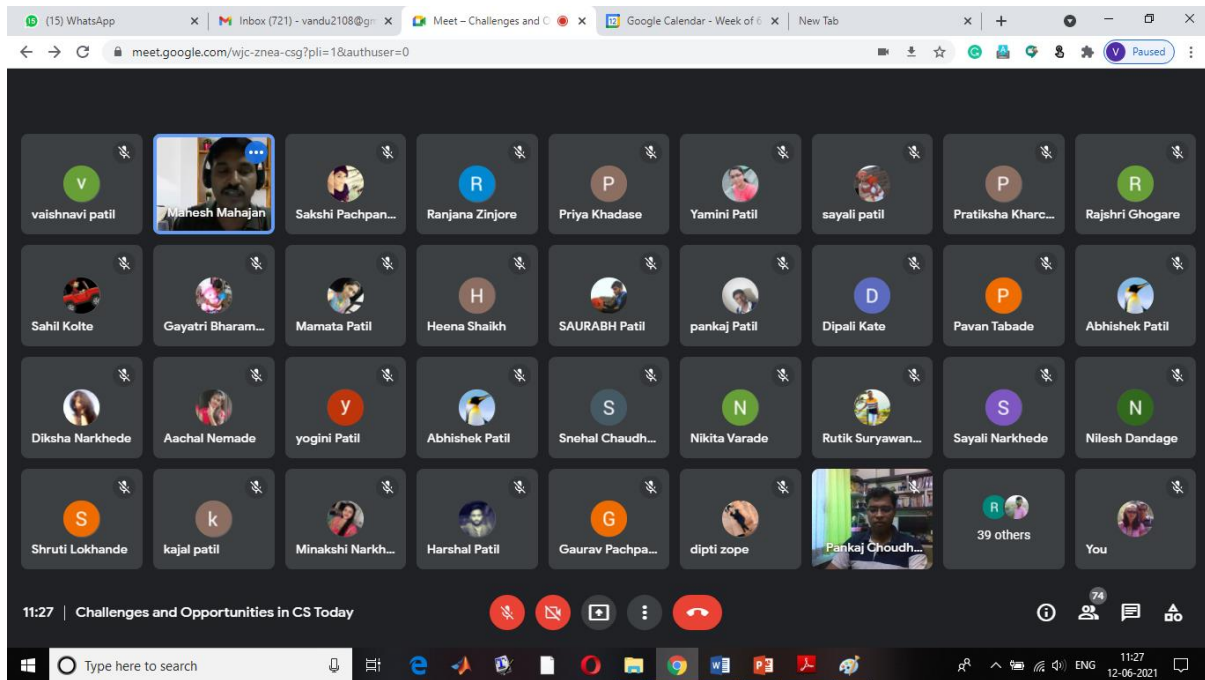 (15) WhatsApp
Inbox (721) - vandu2108@gm
Meet – Challenges and C
Google Calendar - Week of 6
New Tab
meet.google.com/wjc-znea-csg?pli=1&authuser=0
V Paused
v
vaishnavi patil
Mahesh Mahajan
Sakshi Pachpan...
R
Ranjana Zinjore
P
Priya Khadase
Yamini Patil
sayali patil
P
Pratiksha Kharc...
R
Rajshri Ghogare
Sahil Kolte
Gayatri Bharam...
Mamata Patil
H
Heena Shaikh
SAURABH Patil
pankaj Patil
D
Dipali Kate
P
Pavan Tabade
Abhishek Patil
Diksha Narkhede
Aachal Nemade
y
yogini Patil
Abhishek Patil
S
Snehal Chaudh...
N
Nikita Varade
Rutik Suryawan...
S
Sayali Narkhede
N
Nilesh Dandage
S
Shruti Lokhande
k
kajal patil
Minakshi Narkh...
Harshal Patil
G
Gaurav Pachpa...
dipti zope
Pankaj Choudh...
R
39 others
You
11:27 | Challenges and Opportunities in CS Today
74
Type here to search
ENG
11:27
12-06-2021